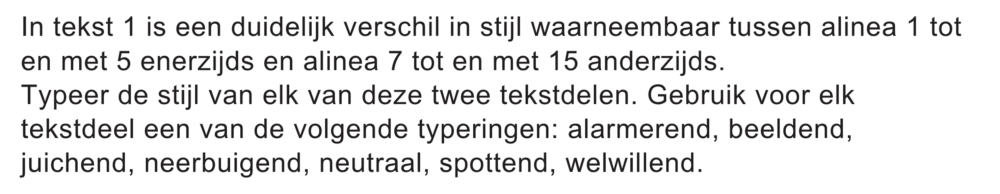 In tekst 1 is een duidelijk verschil in stijl waarneembaar tussen alinea 1 tot
en met 5 enerzijds en alinea 7 tot en met 15 anderzijds.
Typeer de stijl van elk van deze twee tekstdelen. Gebruik voor elk
tekstdeel een van de volgende typeringen: alarmerend, beeldend,
juichend, neerbuigend, neutraal, spottend, welwillend.